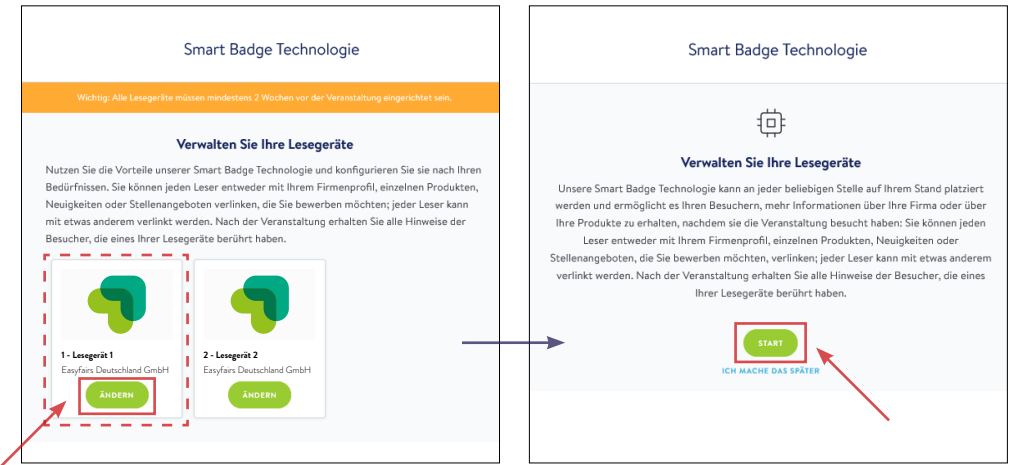 Smart Badge Technologie
Wichtig: Alle Lesegeräte müssen mindestens 2 Wochen vor der Veranstaltung eingerichtet sein.
Verwalten Sie Ihre Lesegeräte
Nutzen Sie die Vorteile unserer Smart Badge Technologie und konfigurieren Sie sie nach Ihren
Bedürfnissen. Sie können jeden Leser entweder mit Ihrem Firmenprofil, einzelnen Produkten,
Neuigkeiten oder Stellenangeboten verlinken, die Sie bewerben möchten; jeder Leser kann
mit etwas anderem verlinkt werden. Nach der Veranstaltung erhalten Sie alle Hinweise der
Besucher, die eines Ihrer Lesegeräte berührt haben.
1 - Lesegerät 1
Easyfairs Deutschland GmbH
ÄNDERN
2 - Lesegerät 2
Easyfairs Deutschland GmbH
ÄNDERN
Smart Badge Technologie
Verwalten Sie Ihre Lesegeräte
Unsere Smart Badge Technologie kann an jeder beliebigen Stelle auf Ihrem Stand platziert
werden und ermöglicht es Ihren Besuchern, mehr Informationen über Ihre Firma oder über
Ihre Produkte zu erhalten, nachdem sie die Veranstaltung besucht haben: Sie können jeden
Leser entweder mit Ihrem Firmenprofil, einzelnen Produkten, Neuigkeiten oder
Stellenangeboten, die Sie bewerben möchten, verlinken; jeder Leser kann mit etwas anderem
verlinkt werden. Nach der Veranstaltung erhalten Sie alle Hinweise der Besucher, die eines
Ihrer Lesegeräte berührt haben.
START
ICH MACHE DAS SPÄTER